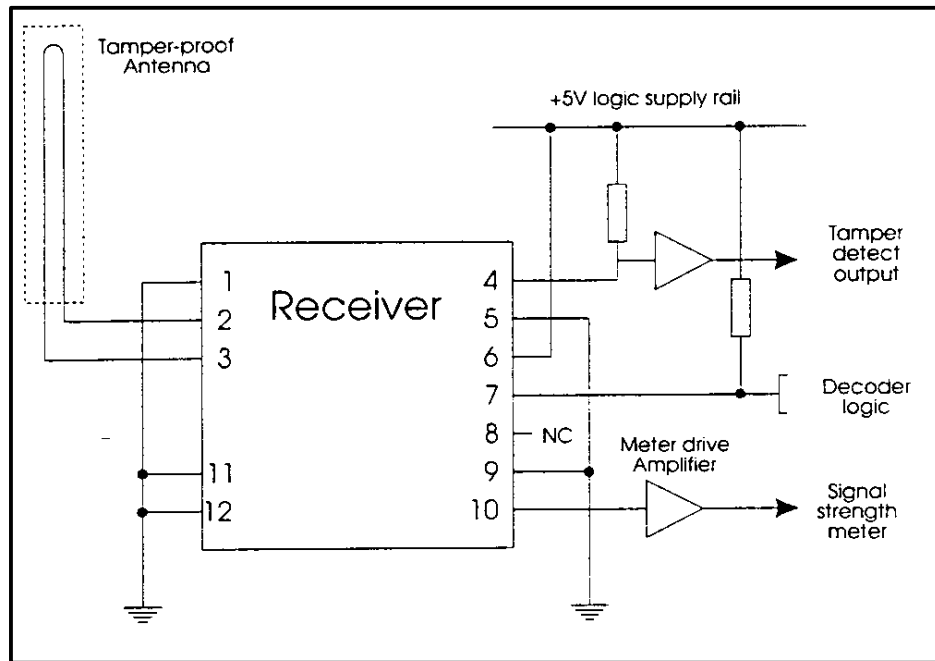 Tamper-proof
Antenna
+5V logic supply rail
Receiver
1
2
3
11
12
4
5
6
7
8
9
10
NC
Tamper
detect
output
Decoder
logic
Meter drive
Amplifier
Signal
strength
meter